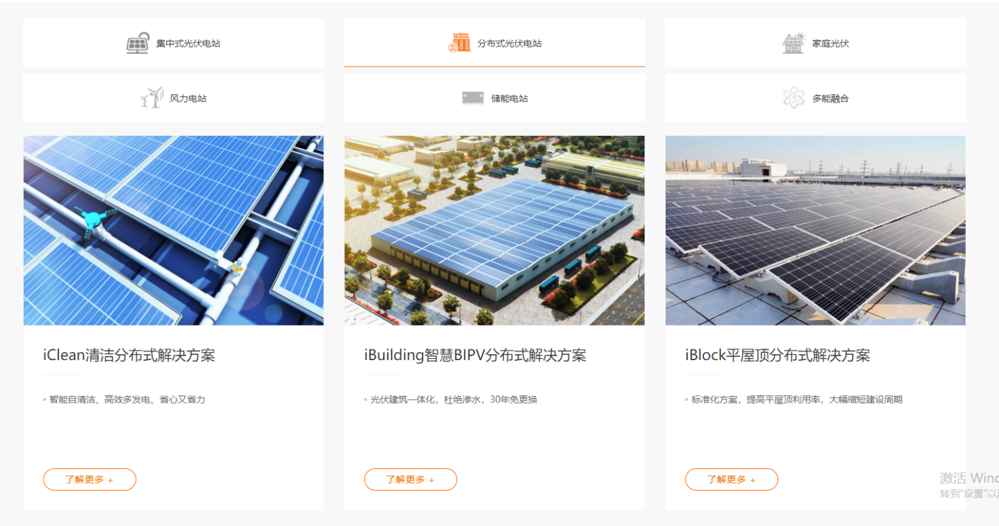 集中式光伏电站
分布式光伏电站
家庭光伏
风力电站
储能电站
多能融合
iClean清洁分布式解决方案
iBuilding智慧BIPV分布式解决方案
iBlock平屋顶分布式解决方案
智能自清洁、高效多发电、省心又省力
光伏建筑一体化，杜绝渗水，30年免更换
标准化方案，提高平屋顶利用率，大幅缩短建设周期
了解更多 +
了解更多 +
了解更多 +
激活 Wind
转到"设置"以